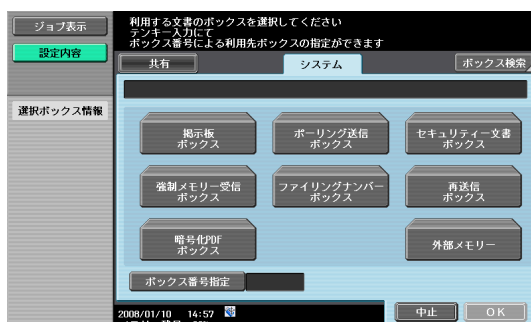 ジョブ表示
設定内容
選択ボックス情報
利用する文書のボックスを選択してください
テンキー入力にて
ボックス番号による利用先ボックスの指定ができます
共有
システム
ボックス検索
掲示板
ボックス
ポーリング送信
ボックス
セキュリティー文書
ボックス
強制メモリー受信
ボックス
ファイリングナンバー
ボックス
再送信
ボックス
暗号化PDF
ボックス
外部メモリー
ボックス番号指定
2008/01/10 14:57
中止
OK